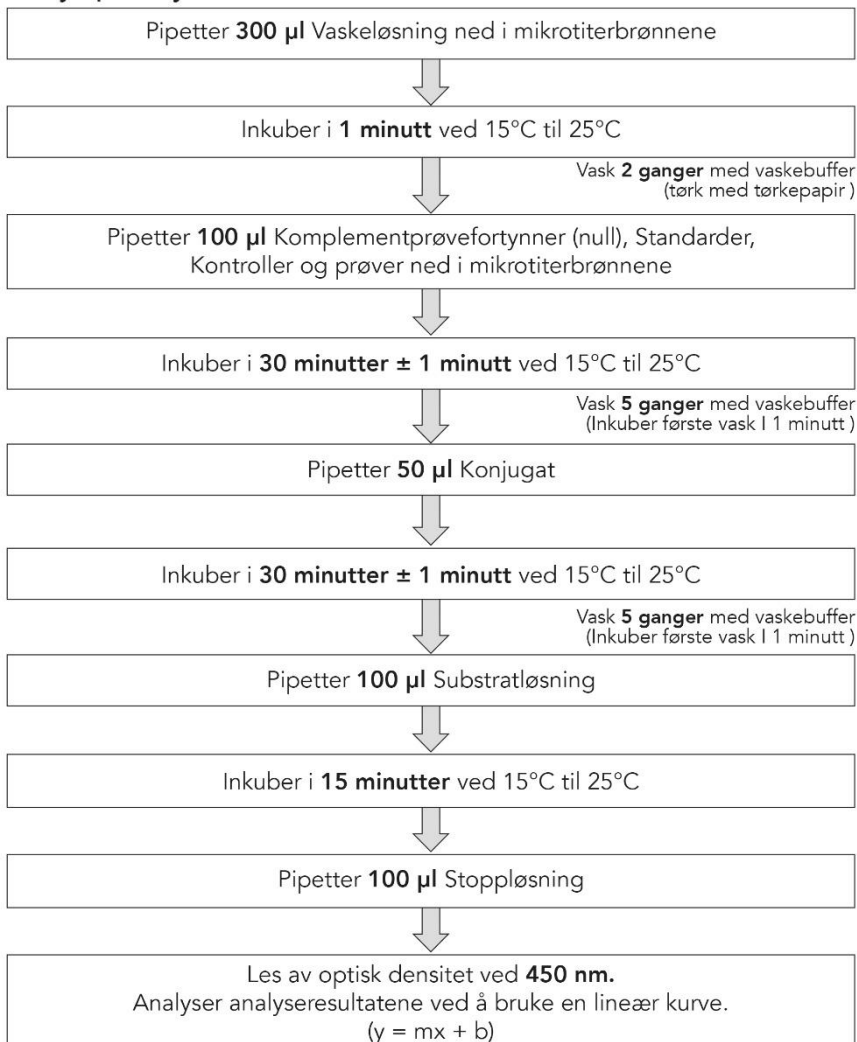 Pipetter 300 µl Vaskeløsning ned i mikrotiterbrønnene
Inkuber i 1 minutt ved 15°C til 25°C
Vask 2 ganger med vaskebuffer
(tørk med tørkepapir )
Pipetter 100 µl Komplementprøvefortynner (null), Standarder,
Kontroller og prøver ned i mikrotiterbrønnene
Inkuber i 30 minutter ± 1 minutt ved 15°C til 25°C
Vask 5 ganger med vaskebuffer
(Inkuber første vask I 1 minutt )
Pipetter 50 µl Konjugat
Inkuber i 30 minutter ± 1 minutt ved 15°C til 25°C
Vask 5 ganger med vaskebuffer
(Inkuber første vask I 1 minutt )
Pipetter 100 µl Substratløsning
Inkuber i 15 minutter ved 15°C til 25°C
Pipetter 100 µl Stoppløsning
Les av optisk densitet ved 450 nm.
Analyser analyseresultatene ved å bruke en lineær kurve.
(y = mx + b)